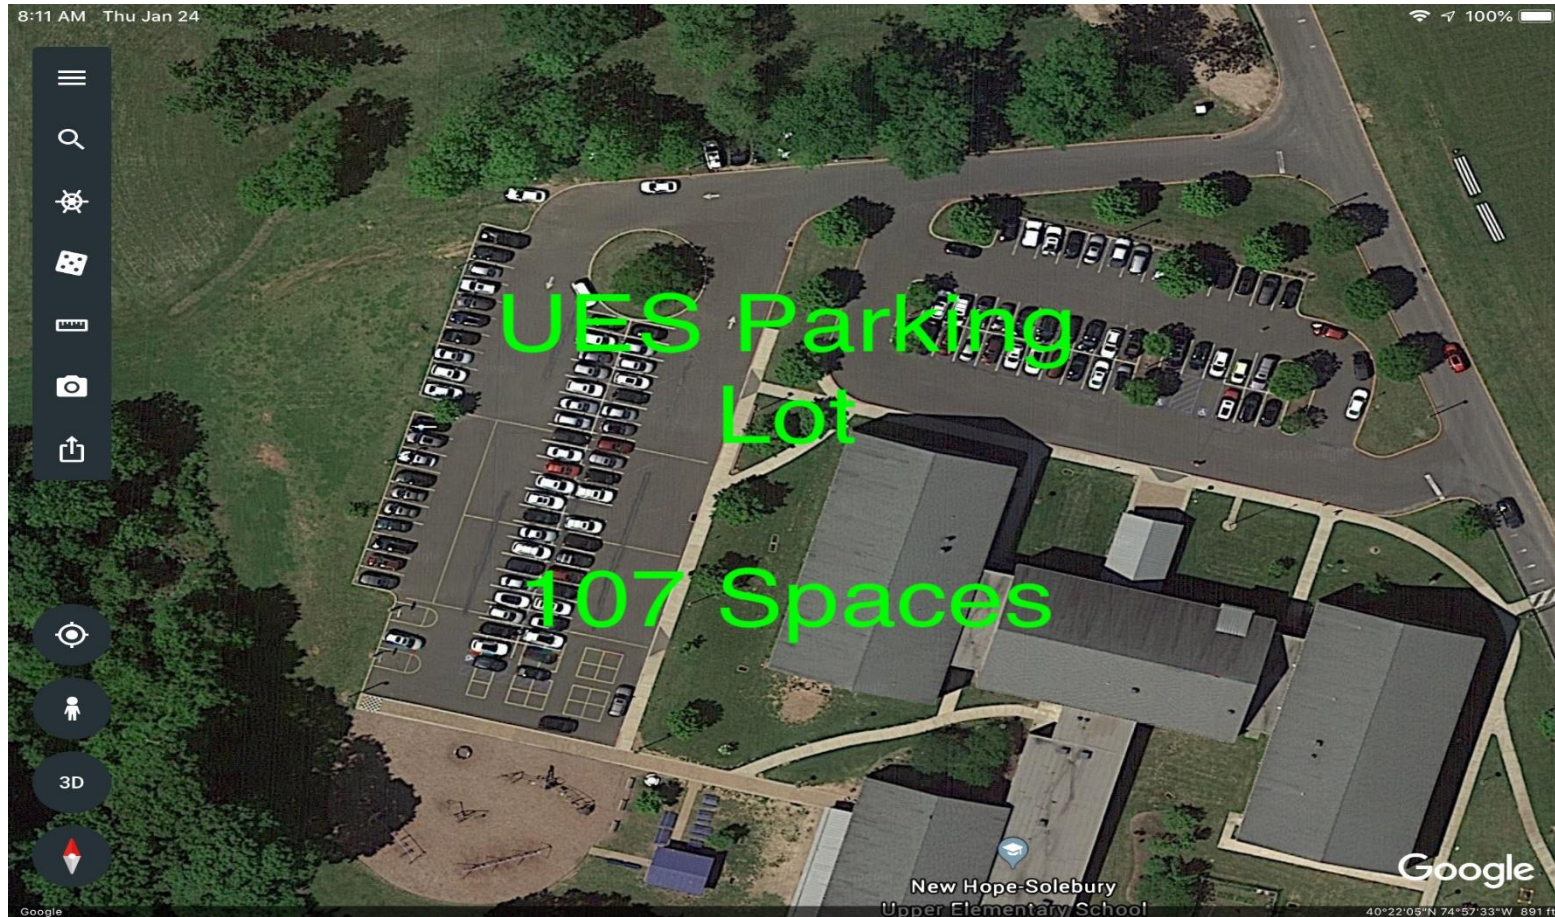 8:11 AM Thu Jan 24
100%
UES Parking
Lot
107 Spaces
3D
New Hope-Solebury
Upper Elementary School
Google
Google
40°22'05"N 74°57'33"W 891 ft